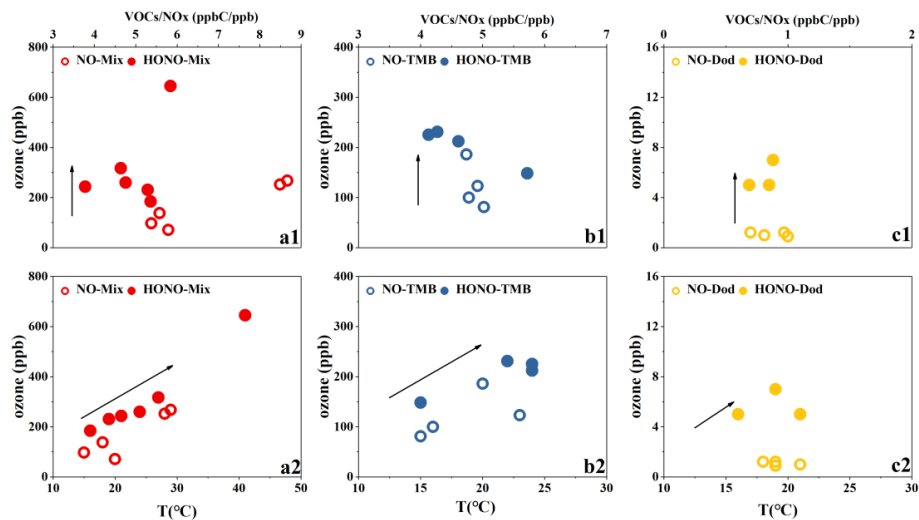 VOCs/NOx (ppbC/ppb) VOCs/NOx (ppbC/ppb) VOCs/NOx (ppbC/ppb)
3 4 5 6 7 8 9 3 4 5 6 7 0 1 2
800 400 16
NO-Mix HONO-Mix NO-TMB HONO-TMB NO-Dod HONO-Dod
600 300 12
ozone (ppb) ozone (ppb) ozone (ppb)
400 200 8
200 100 4
a1 b1 c1
0 0 0
800 400 16
NO-Mix HONO-Mix NO-TMB HONO-TMB NO-Dod HONO-Dod
600 300 12
ozone (ppb) ozone (ppb) ozone (ppb)
400 200 8
200 100 4
a2 b2 c2
0 0 0
10 20 30 40 50 10 15 20 25 30 10 15 20 25 30
T(°C) T(°C) T(°C)